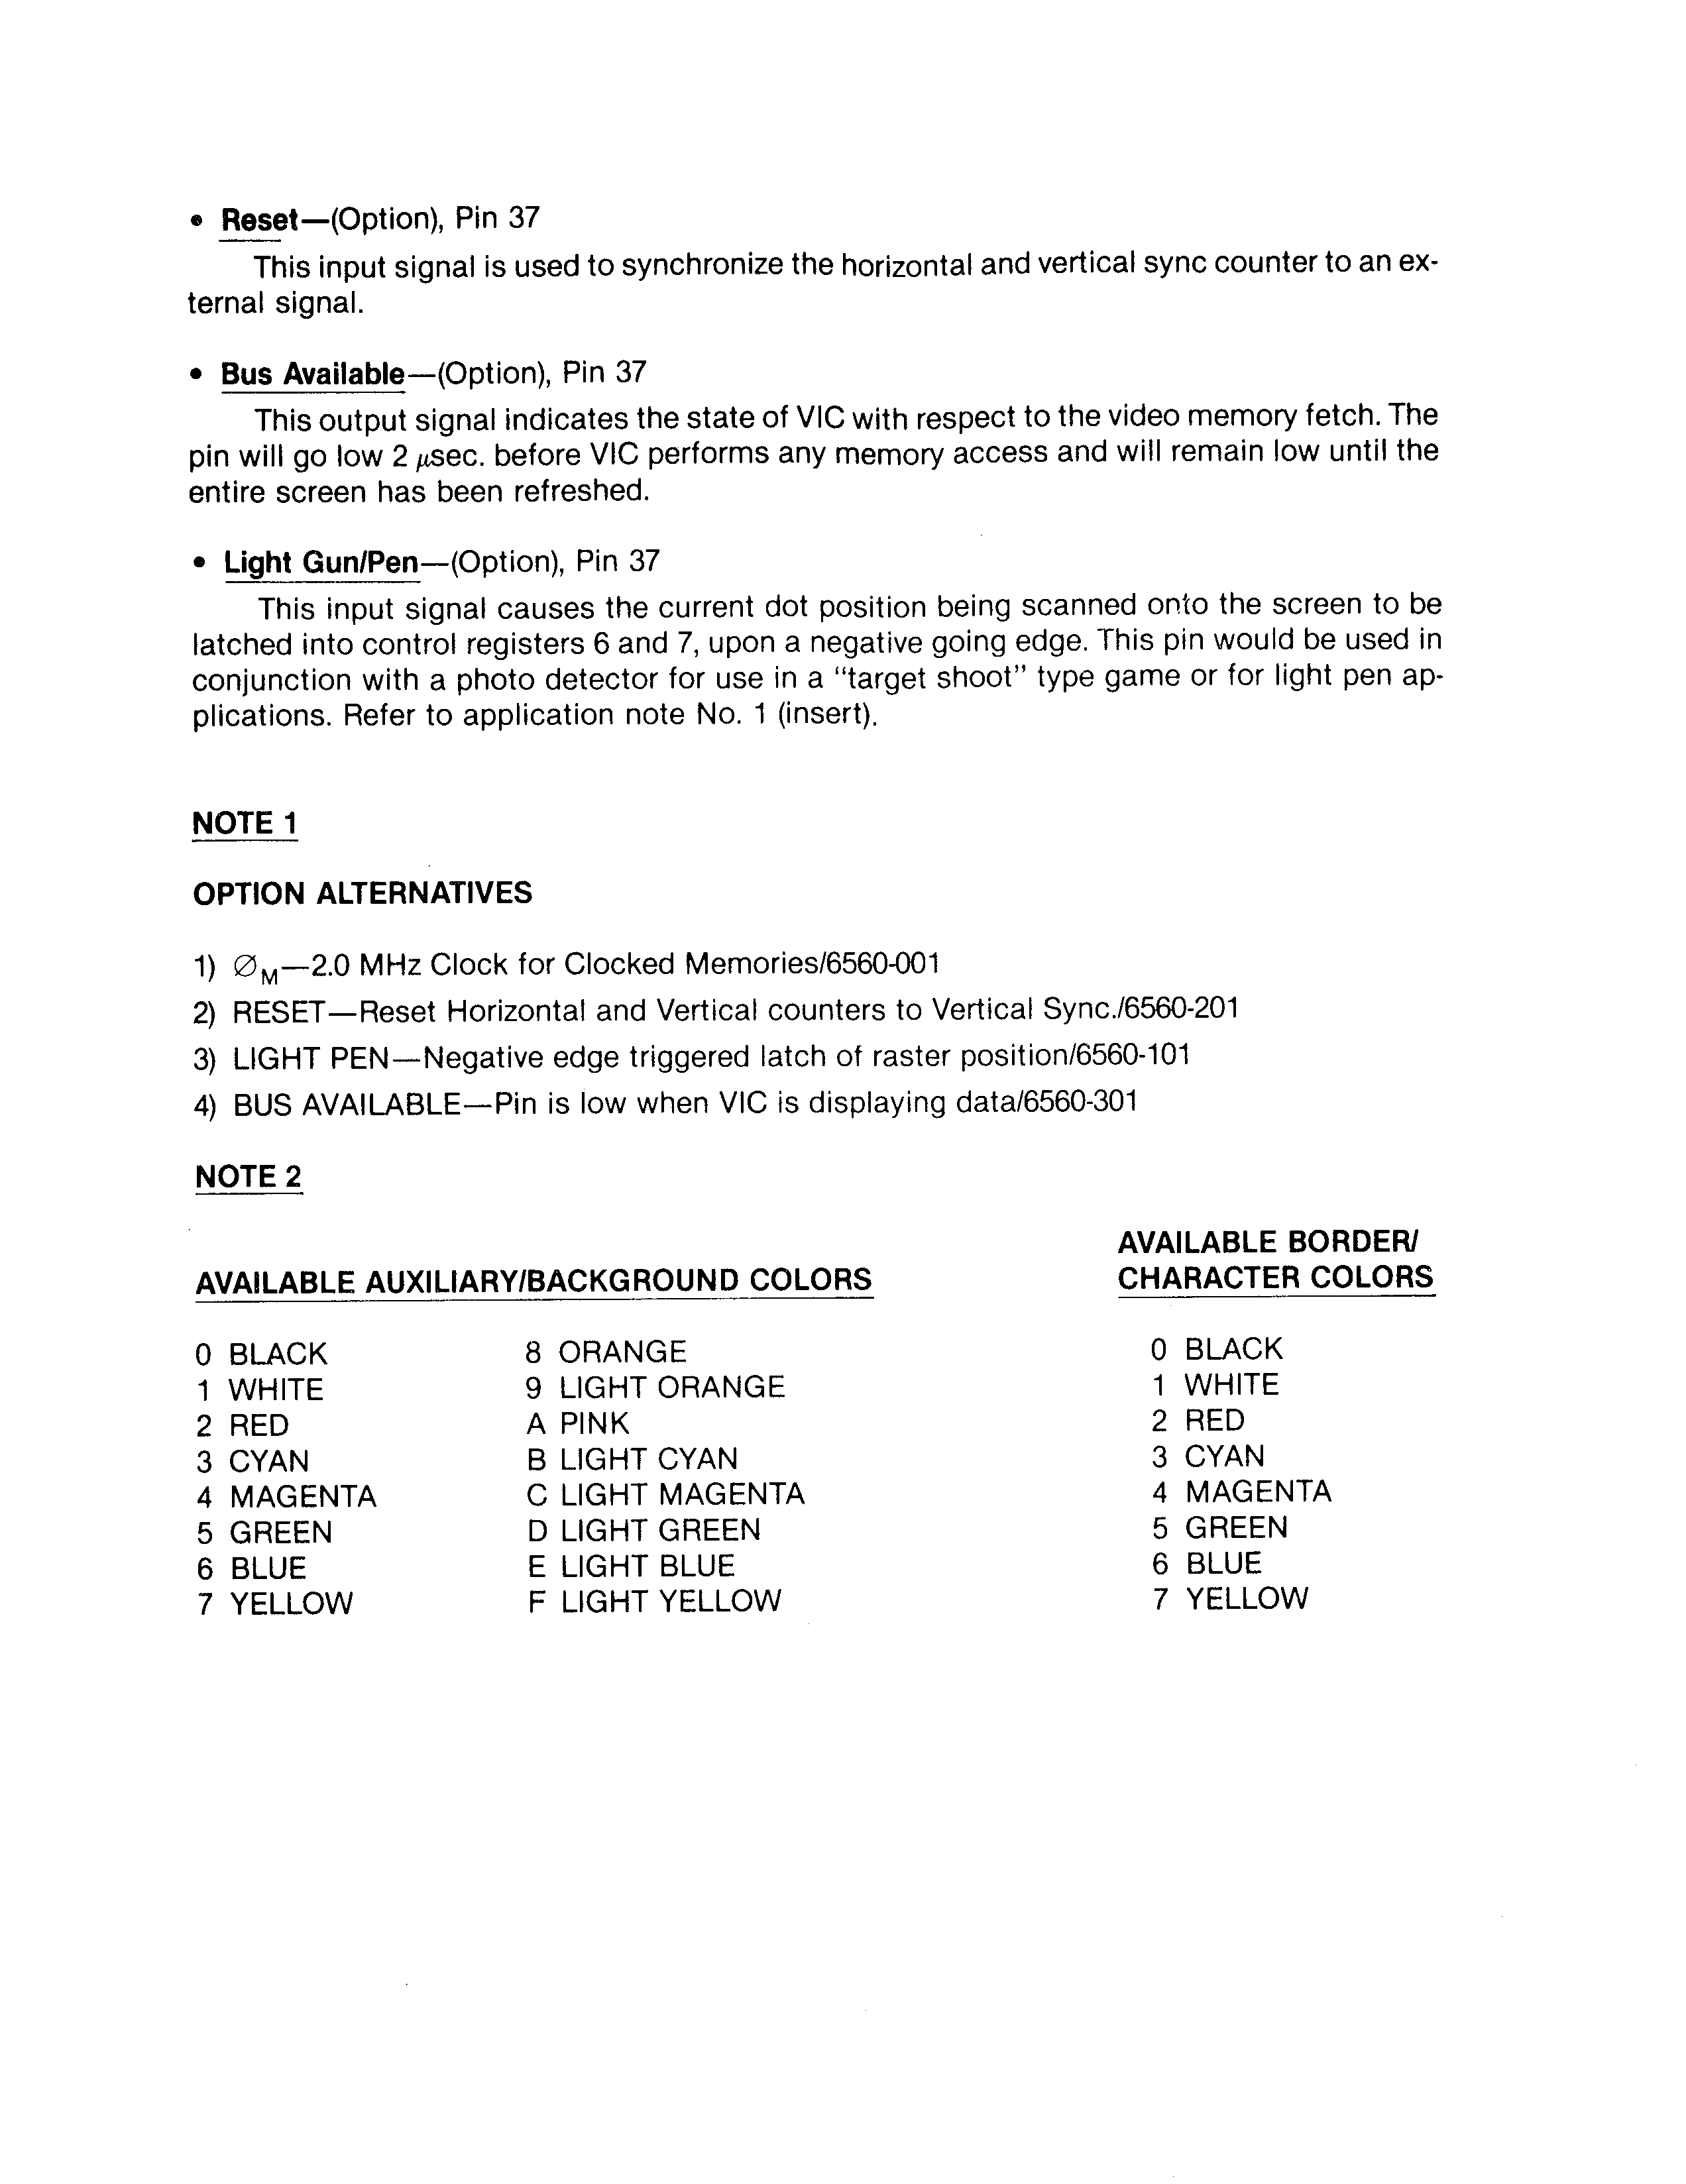 • Reset—(Option), Pin 37
This input signal is used to synchronize the horizontal and vertical sync counter to an ex-
ternal signal.
• Bus Available—(Option), Pin 37
This output signal indicates the state of VIC with respect to the video memory fetch. The
pin will go low 2 μsec. before VIC performs any memory access and will remain low until the
entire screen has been refreshed.
• Light Gun/Pen—(Option), Pin 37
This input signal causes the current dot position being scanned onto the screen to be
latched into control registers 6 and 7, upon a negative going edge. This pin would be used in
conjunction with a photo detector for use in a "target shoot" type game or for light pen ap-
plications. Refer to application note No. 1 (insert).
NOTE 1
OPTION ALTERNATIVES
1) ∅M—2.0 MHz Clock for Clocked Memories/6560-001
2) RESET—Reset Horizontal and Vertical counters to Vertical Sync./6560-201
3) LIGHT PEN—Negative edge triggered latch of raster position/6560-101
4) BUS AVAILABLE—Pin is low when VIC is displaying data/6560-301
NOTE 2
AVAILABLE AUXILIARY/BACKGROUND COLORS
0 BLACK
1 WHITE
2 RED
3 CYAN
4 MAGENTA
5 GREEN
6 BLUE
7 YELLOW
8 ORANGE
9 LIGHT ORANGE
A PINK
B LIGHT CYAN
C LIGHT MAGENTA
D LIGHT GREEN
E LIGHT BLUE
F LIGHT YELLOW
AVAILABLE BORDER/
CHARACTER COLORS
0 BLACK
1 WHITE
2 RED
3 CYAN
4 MAGENTA
5 GREEN
6 BLUE
7 YELLOW